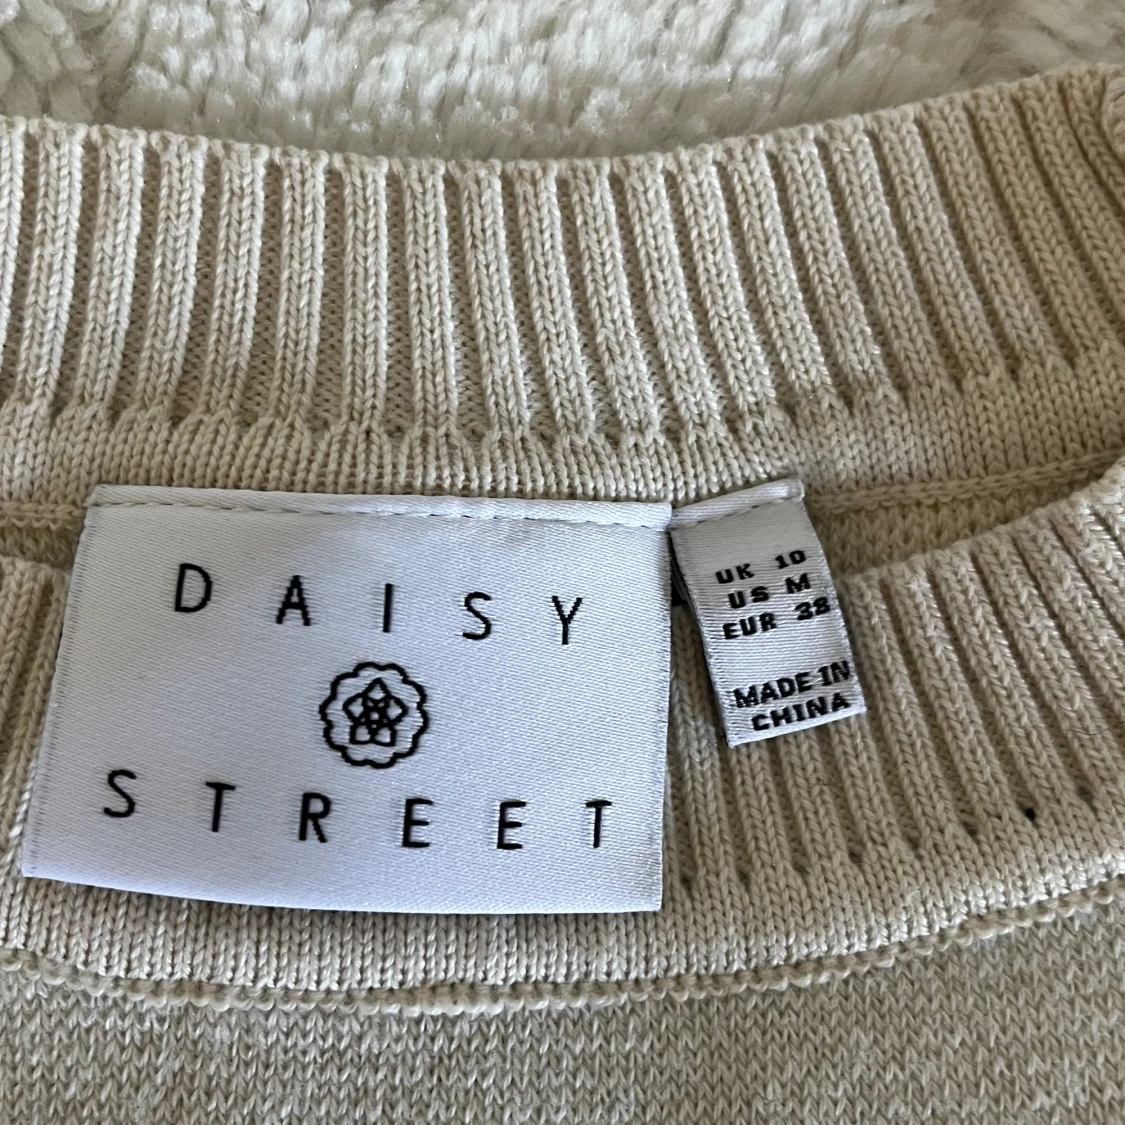 DAISY
STREET
UK 10
US M
EUR 38
MADE IN
CHINA